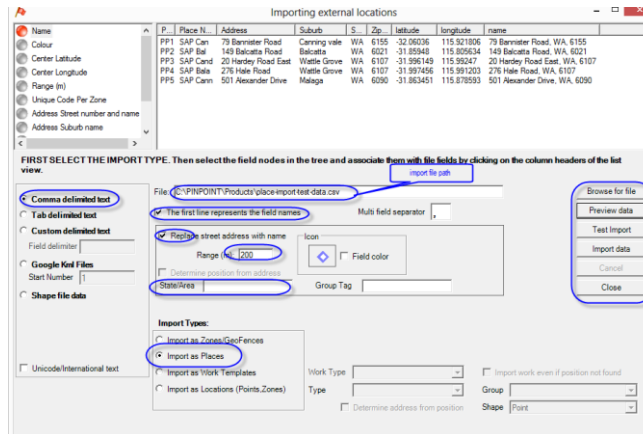 Importing external locations
Name
Colour
Center Latitude
Center Longtitude
Range (m)
Unique Code Per Zone
Address Street number and name
Address Suburb name
P... Place N... Address Suburb S... Zip... latitude longtitude name
PP1 SAP Can 79 Bannister Road Canning vale WA 6155 -32.06036 115.921806 79 Bannister Road, WA, 6155
PP2 SAP Bal 149 Balcatta Road Balcatta WA 6021 -31.85948 115.805634 149 Balcatta Road, WA, 6021
PP3 SAP Cand 20 Hardey Road East Wattle Grove WA 6107 -31.996149 115.99247 20 Hardey Road East, WA, 6107
PP4 SAP Bala 276 Hale Road Wattle Grove WA 6107 -31.997456 115.991203 276 Hale Road, WA, 6107
PP5 SAP Cann 501 Alexander Drive Malaga WA 6090 -31.863451 115.878593 501 Alexander Drive, WA, 6090
FIRST SELECT THE IMPORT TYPE. Then select the field nodes in the tree and associate them with file fields by clicking on the column headers of the list
view.
import file path
Comma delimited text
Tab delimited text
Custom delimited text
Field delimiter
Google Kml Files
Start Number 1
Shape file data
Unicode/International text
File: C:\PINPOINT\Products\place-import-test-data.csv
The first line represents the field names
Multi field separator ,
Replace street address with name
Range (m): 200
Icon
Field color
Determine position from address
State/Area
Group Tag
Import Types:
Import as Zones/GeoFences
Import as Places
Import as Work Templates
Import as Locations (Points,Zones)
Work Type
Type
Determine address from position
Import work even if position not found
Group
Shape Point
Browse for file
Preview data
Test Import
Import data
Cancel
Close